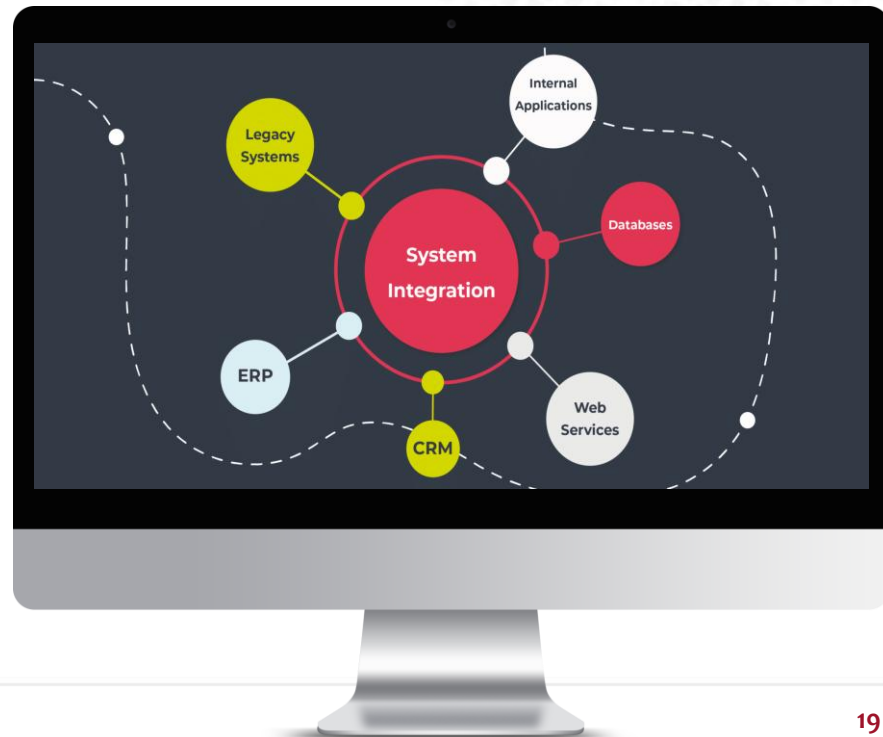 Internal
Applications
Legacy
Systems
Databases
System
Integration
ERP
Web
Services
CRM
19